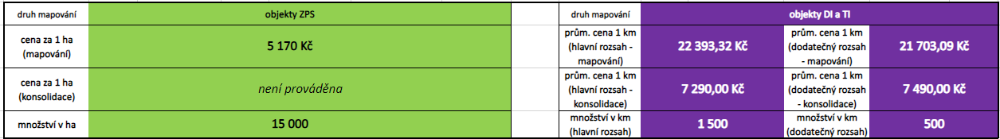 druh mapování
objekty ZPS
druh mapování
objekty DI a TI
cena za 1 ha
(mapování)
5 170 Kč
prům. cena 1 km
(hlavní rozsah -
mapování)
22 393,32 Kč
prům. cena 1 km
(dodatečný rozsah
- mapování)
21 703,09 Kč
cena za 1 ha
(konsolidace)
není prováděna
prům. cena 1 km
(hlavní rozsah -
konsolidace)
7 290,00 Kč
prům. cena 1 km
(dodatečný rozsah
- konsolidace)
7 490,00 Kč
množství v ha
15 000
množství v km
(hlavní rozsah)
1 500
množství v km
(dodatečný rozsah)
500